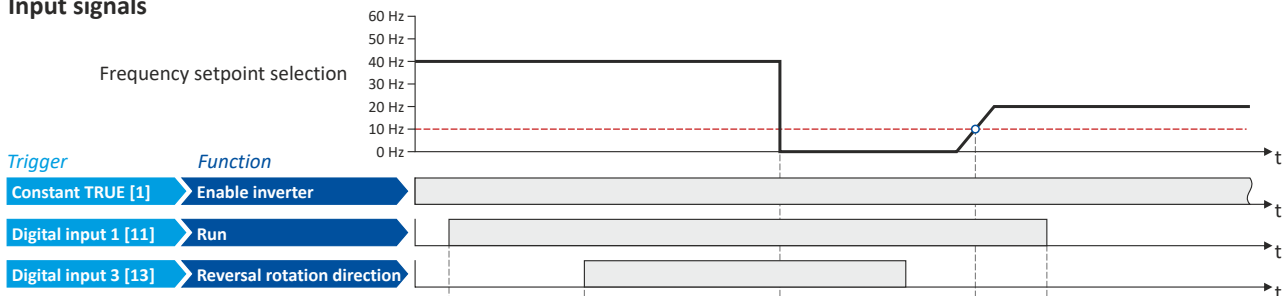 Input signals
60 Hz
50 Hz
Frequency setpoint selection
40 Hz
30 Hz
20 Hz
10 Hz
0 Hz
t
Trigger Function
Constant TRUE [1] Enable inverter
t
Digital input 1 [11] Run
t
Digital input 3 [13] Reversal rotation direction
t